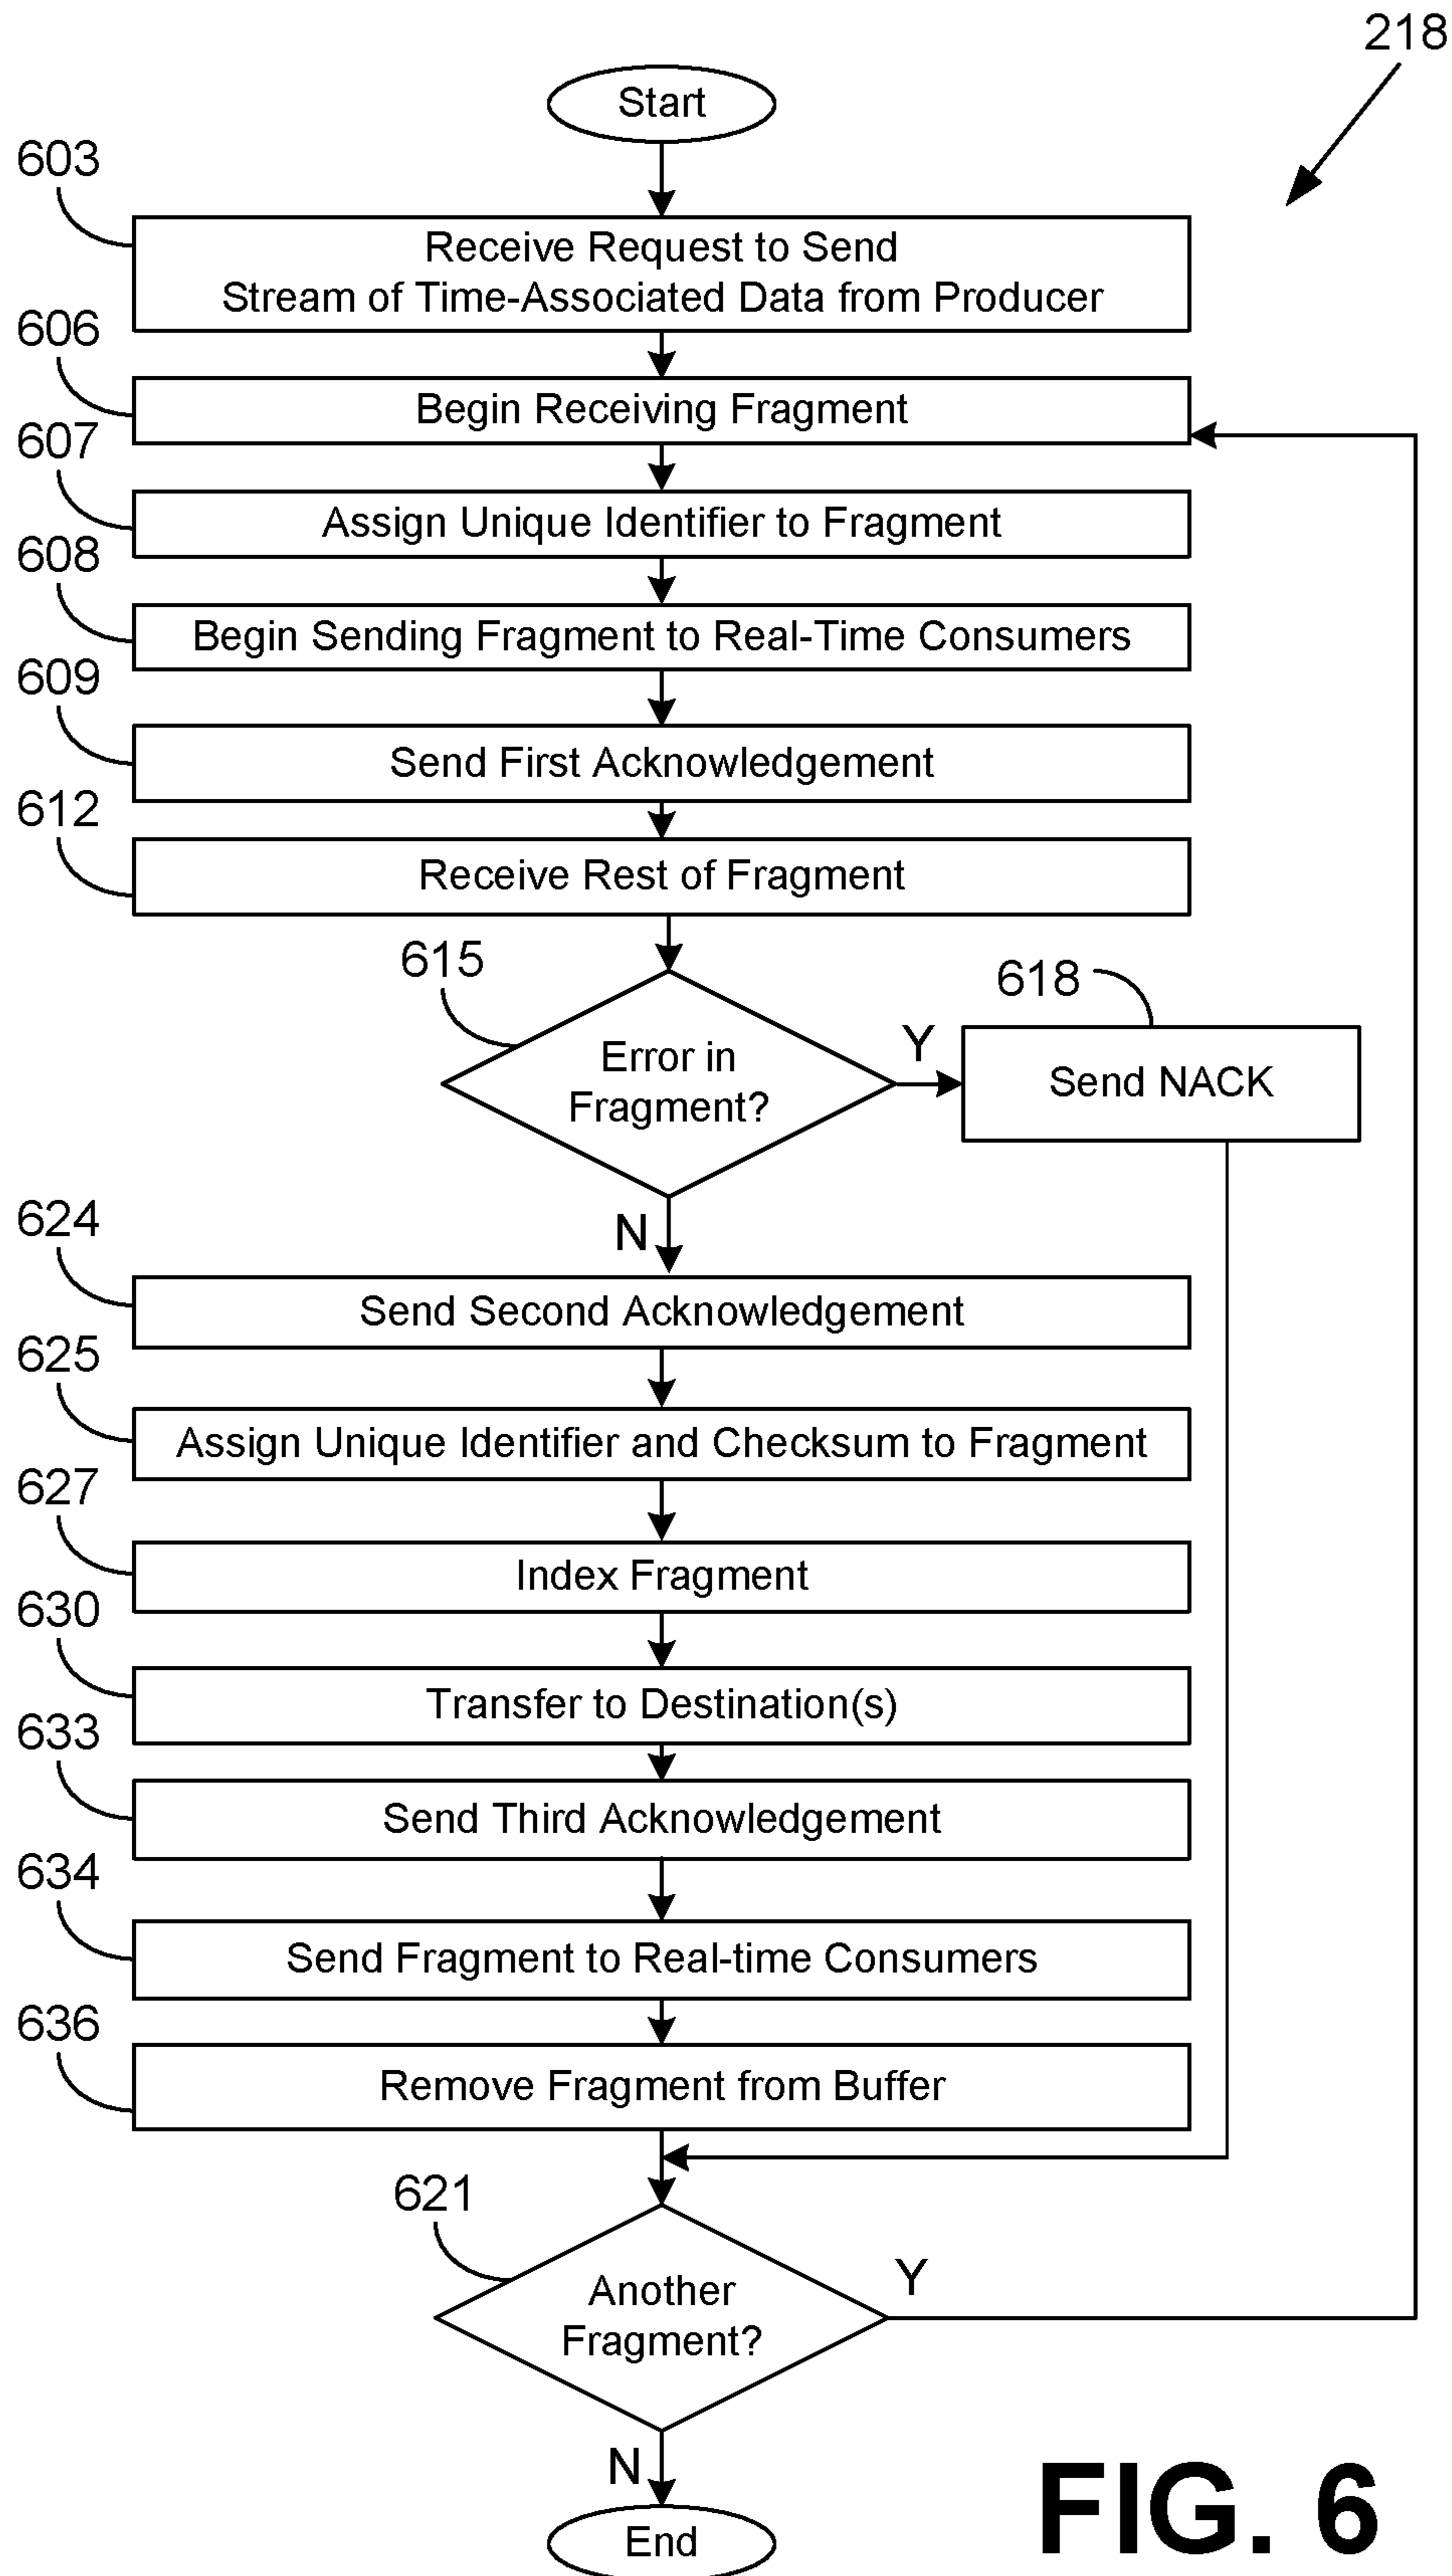 218
Start
603
Receive Request to Send
Stream of Time-Associated Data from Producer
606
Begin Receiving Fragment
607
Assign Unique Identifier to Fragment
608
Begin Sending Fragment to Real-Time Consumers
609
Send First Acknowledgement
612
Receive Rest of Fragment
615
Error in
Fragment?
Y
618
Send NACK
N
624
Send Second Acknowledgement
625
Assign Unique Identifier and Checksum to Fragment
627
Index Fragment
630
Transfer to Destination(s)
633
Send Third Acknowledgement
634
Send Fragment to Real-time Consumers
636
Remove Fragment from Buffer
621
Another
Fragment?
Y
N
End
FIG. 6